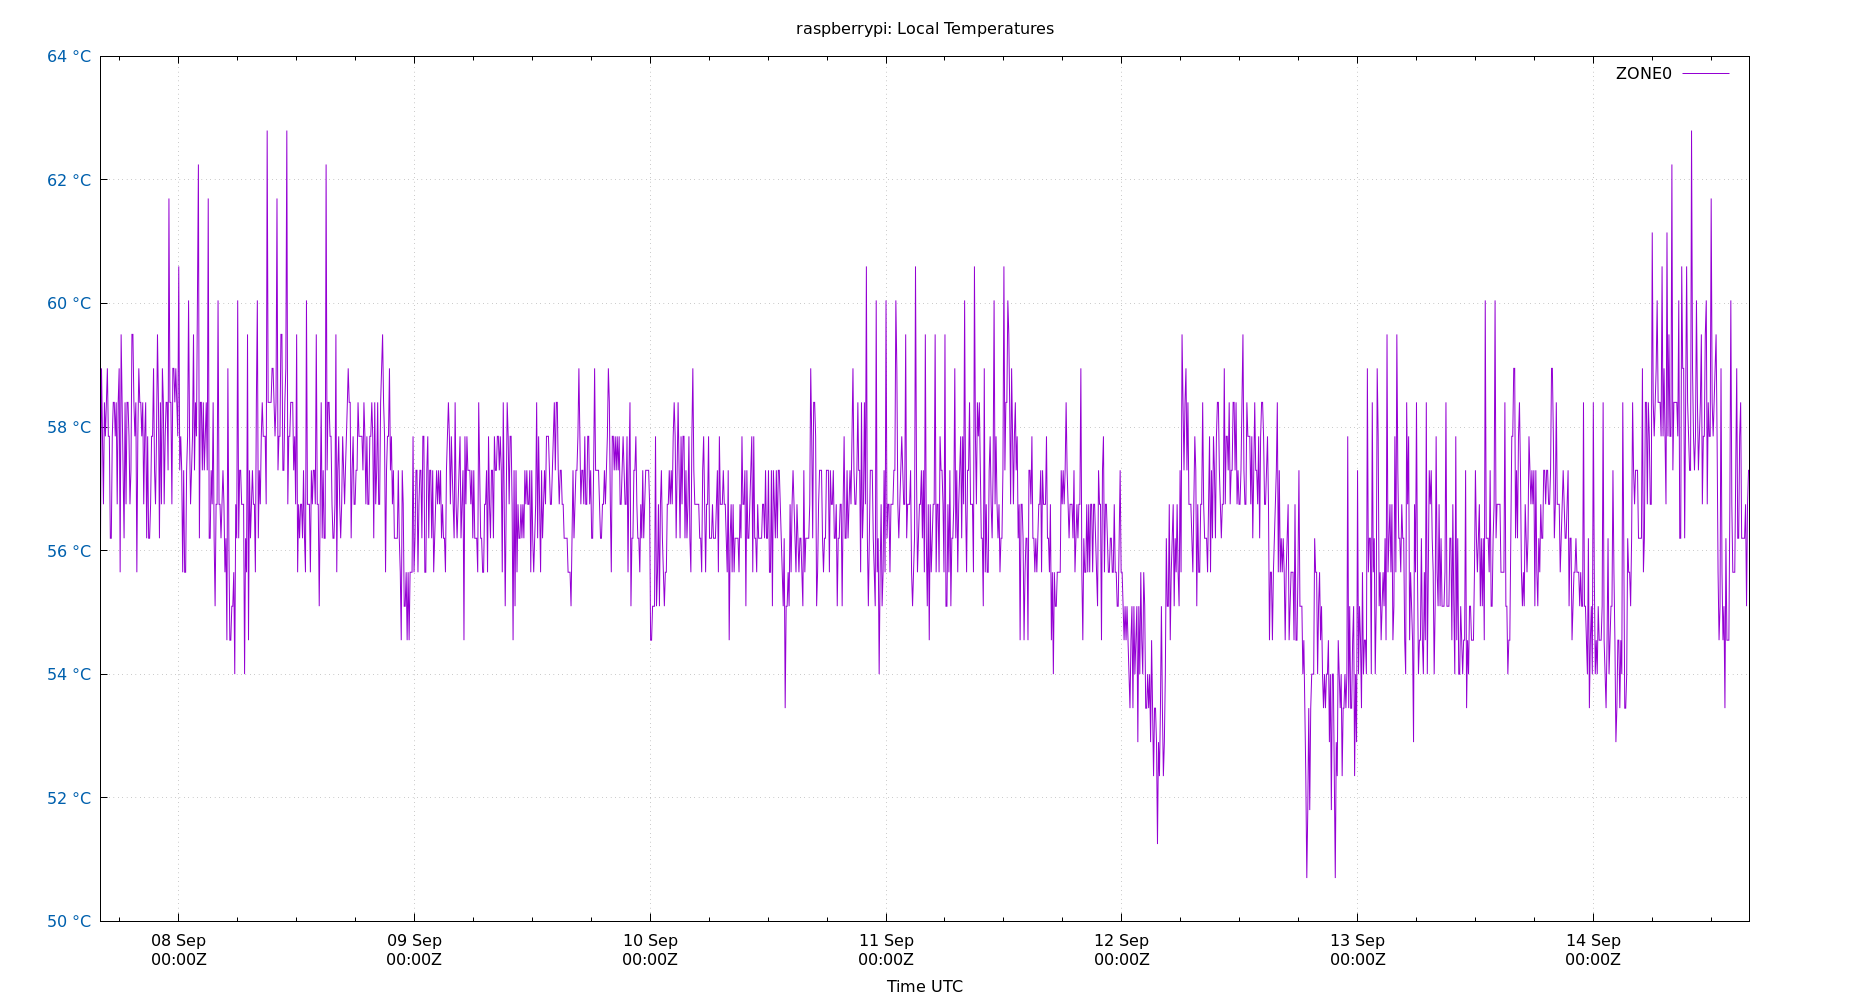 raspberrypi: Local Temperatures
64 °C
ZONE0
62 °C
60 °C
58 °C
56 °C
54 °C
52 °C
50 °C
08 Sep 09 Sep 10 Sep 11 Sep 12 Sep 13 Sep 14 Sep
00:00Z 00:00Z 00:00Z 00:00Z 00:00Z 00:00Z 00:00Z
Time UTC